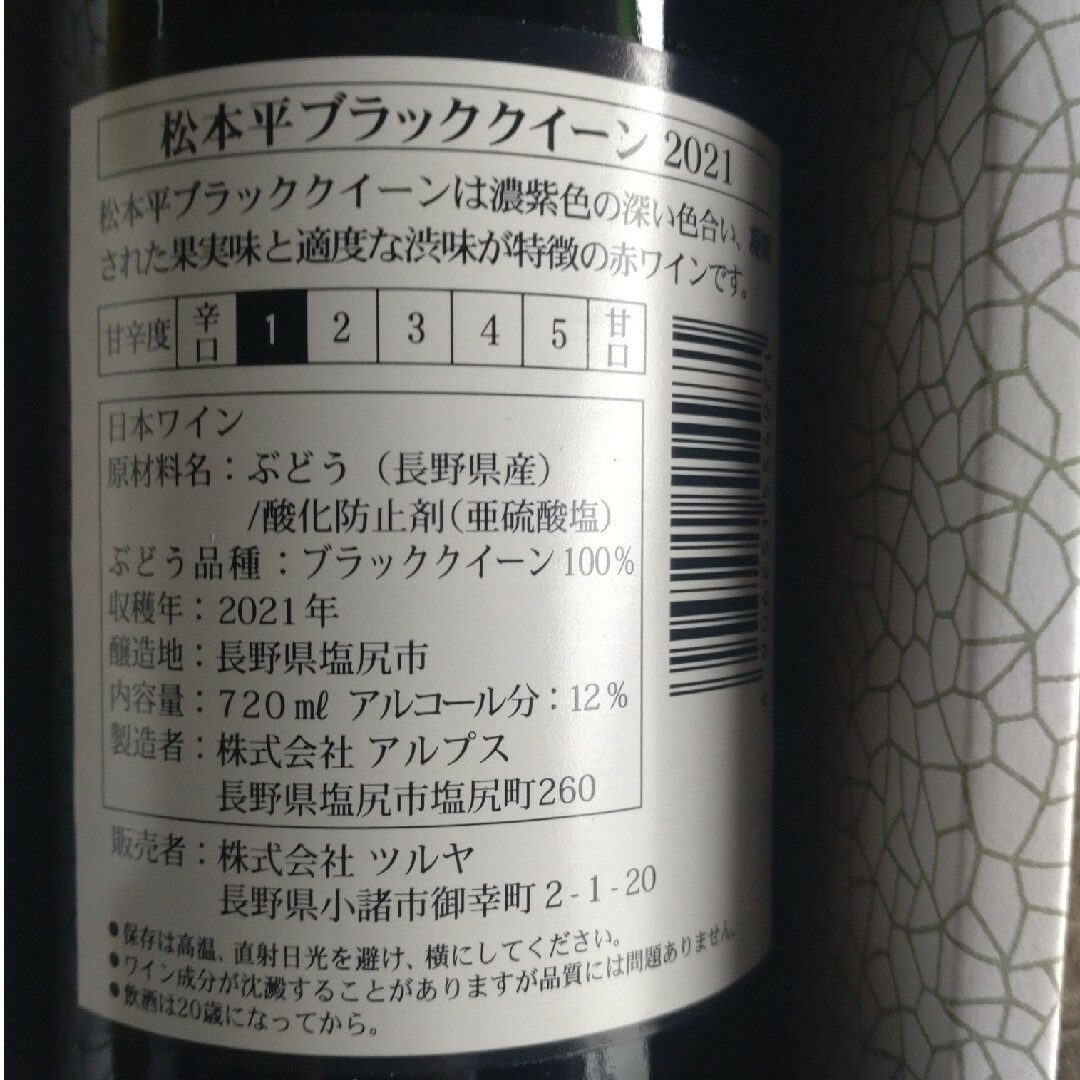 松本平ブラッククイーン 2021
松本平ブラッククイーンは濃紫色の深い色合い、
された果実味と適度な渋味が特徴の赤ワインです。
甘辛度 辛口 1 2 3 4 5 甘口
日本ワイン
原材料名：ぶどう（長野県産）
/酸化防止剤(亜硫酸塩)
ぶどう品種：ブラッククイーン100%
収穫年：2021年
醸造地：長野県塩尻市
内容量：720㎖ アルコール分：12%
製造者：株式会社 アルプス
長野県塩尻市塩尻町260
販売者：株式会社 ツルヤ
長野県小諸市御幸町2-1-20
●保存は高温、直射日光を避け、横にしてください。
●ワイン成分が沈澱することがありますが品質には問題ありません。
●飲酒は20歳になってから。